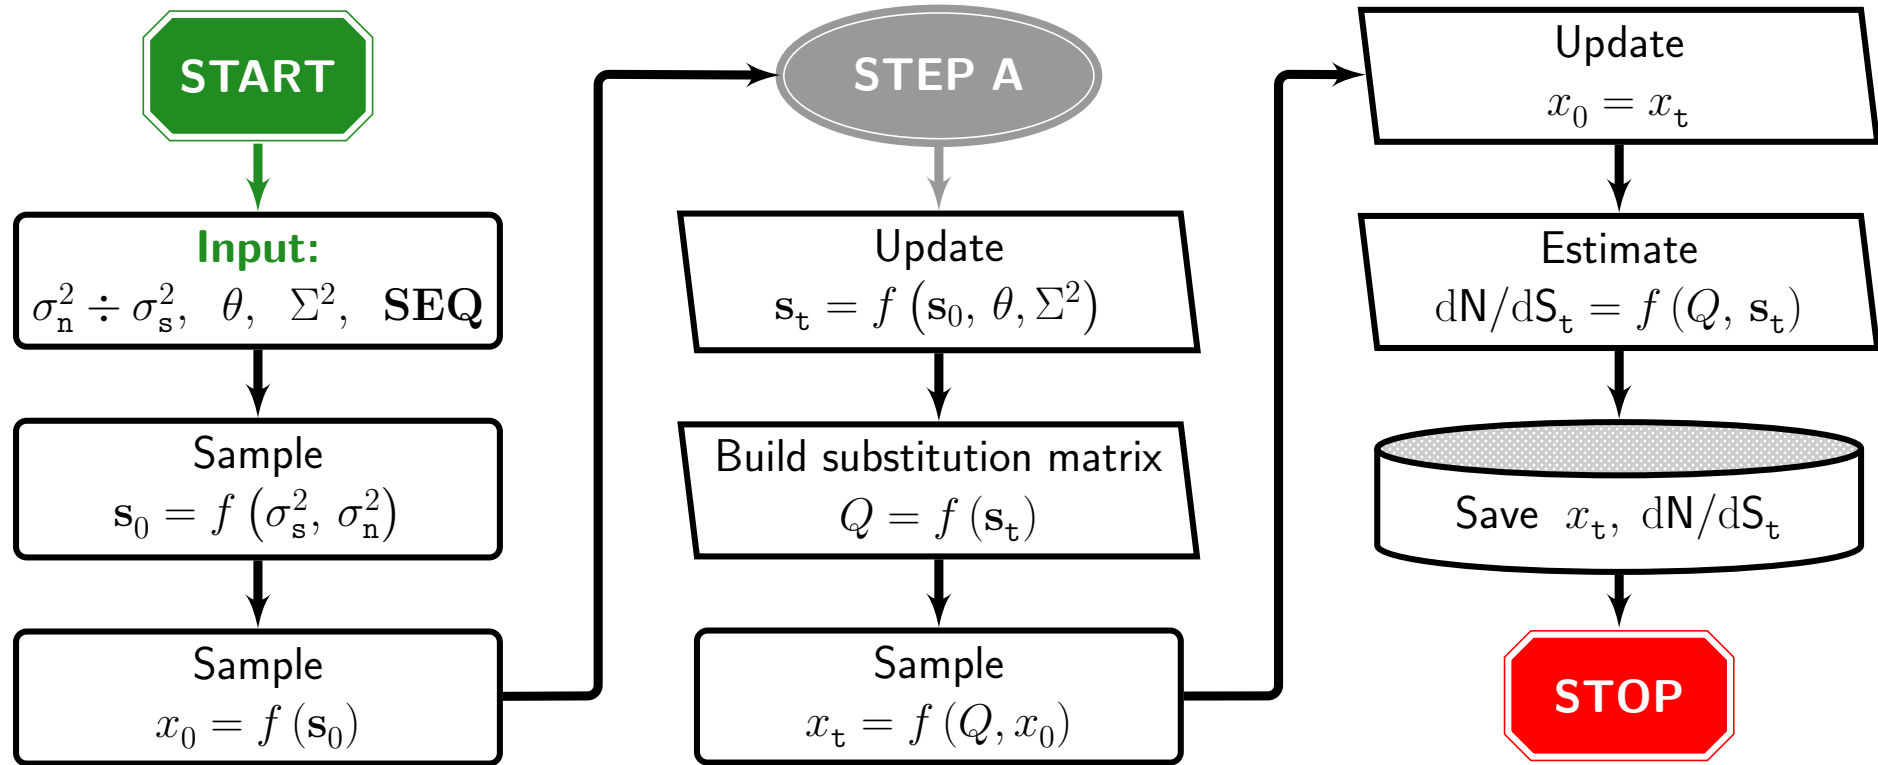 START
Input:
σ²ₙ ÷ σ²ₛ, θ, Σ², SEQ
Sample
s₀ = f (σ²ₛ, σ²ₙ)
Sample
x₀ = f (s₀)
STEP A
Update
sₜ = f (s₀, θ, Σ²)
Build substitution matrix
Q = f (sₜ)
Sample
xₜ = f (Q, x₀)
Update
x₀ = xₜ
Estimate
dN/dSₜ = f (Q, sₜ)
Save xₜ, dN/dSₜ
STOP